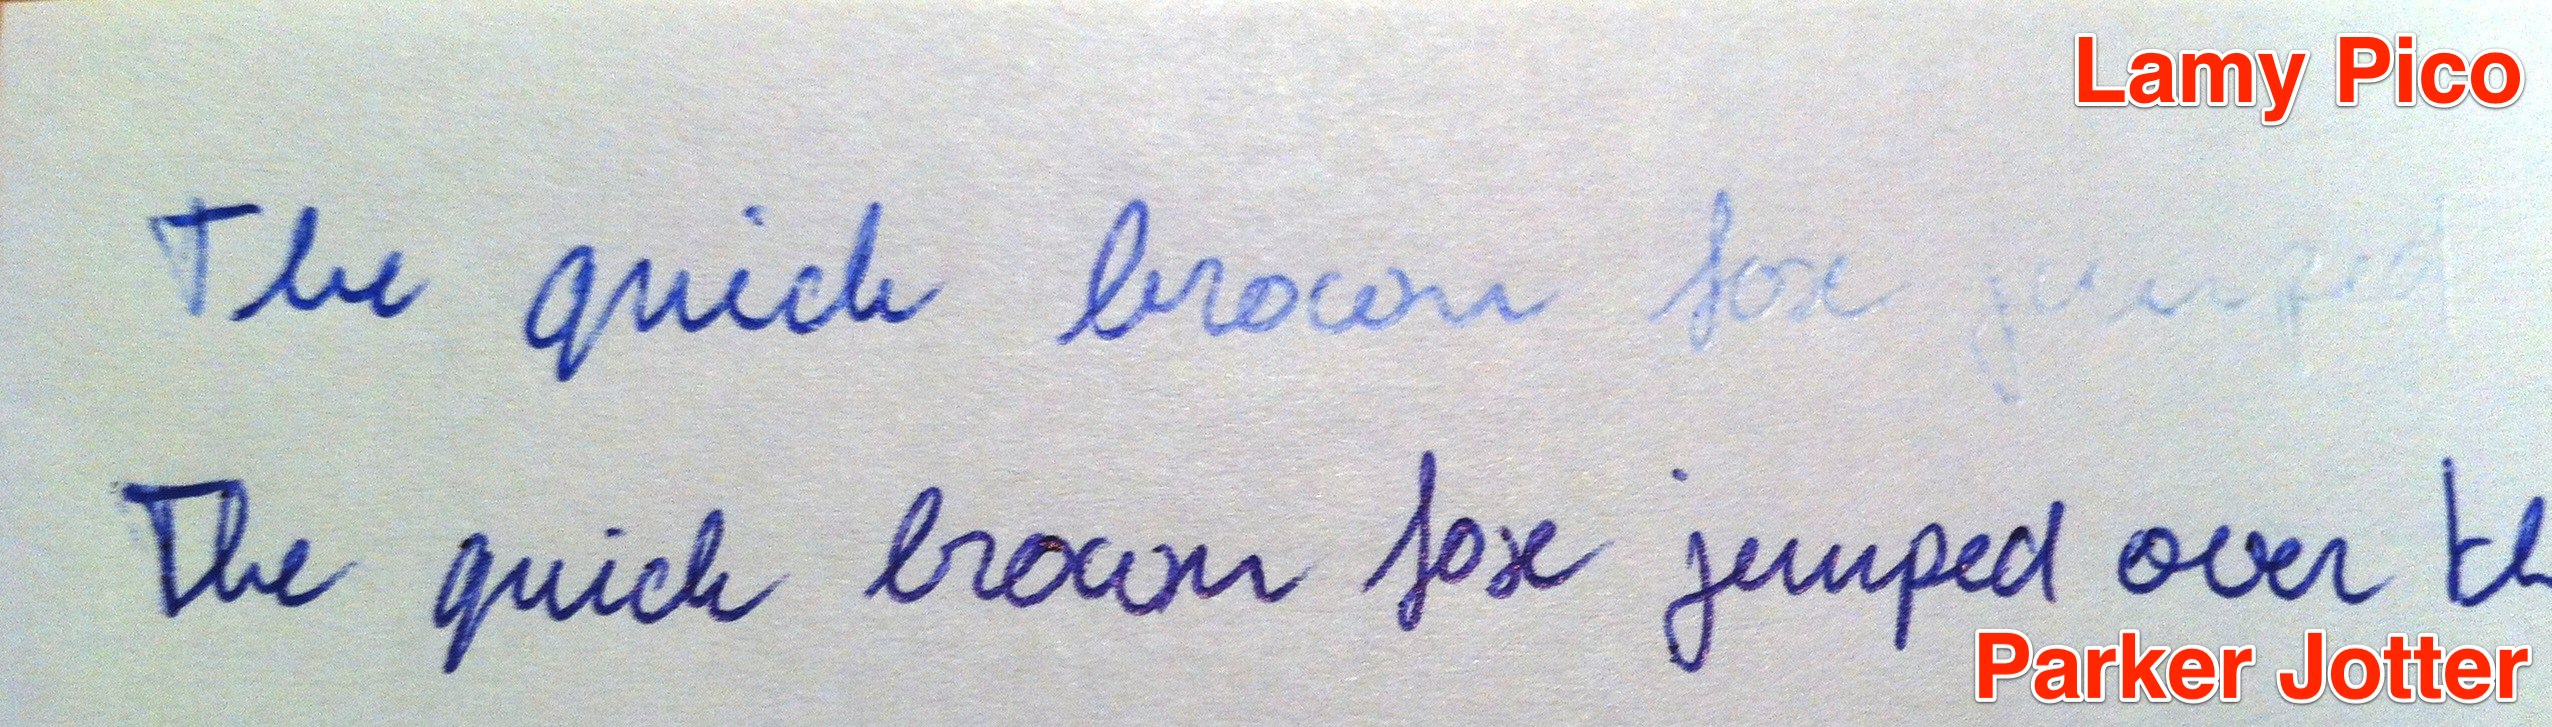 Lamy Pico
The quick brown fox jumped
The quick brown fox jumped over th
Parker Jotter